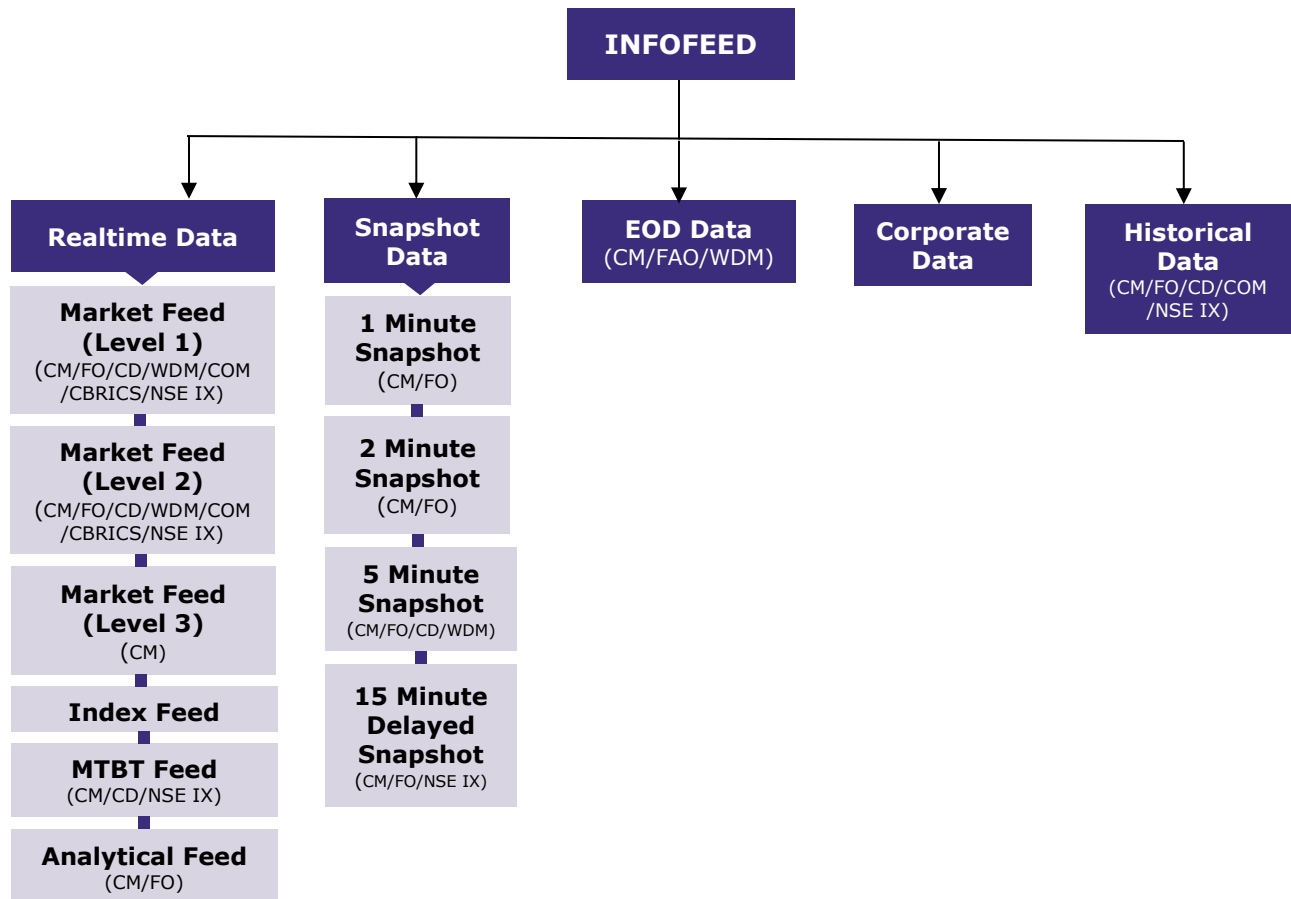 INFOFEED
Realtime Data
Market Feed
(Level 1)
(CM/FO/CD/WDM/COM
/CBRICS/NSE IX)
Market Feed
(Level 2)
(CM/FO/CD/WDM/COM
/CBRICS/NSE IX)
Market Feed
(Level 3)
(CM)
Index Feed
MTBT Feed
(CM/CD/NSE IX)
Analytical Feed
(CM/FO)
Snapshot
Data
1 Minute
Snapshot
(CM/FO)
2 Minute
Snapshot
(CM/FO)
5 Minute
Snapshot
(CM/FO/CD/WDM)
15 Minute
Delayed
Snapshot
(CM/FO/NSE IX)
EOD Data
(CM/FAO/WDM)
Corporate
Data
Historical
Data
(CM/FO/CD/COM
/NSE IX)